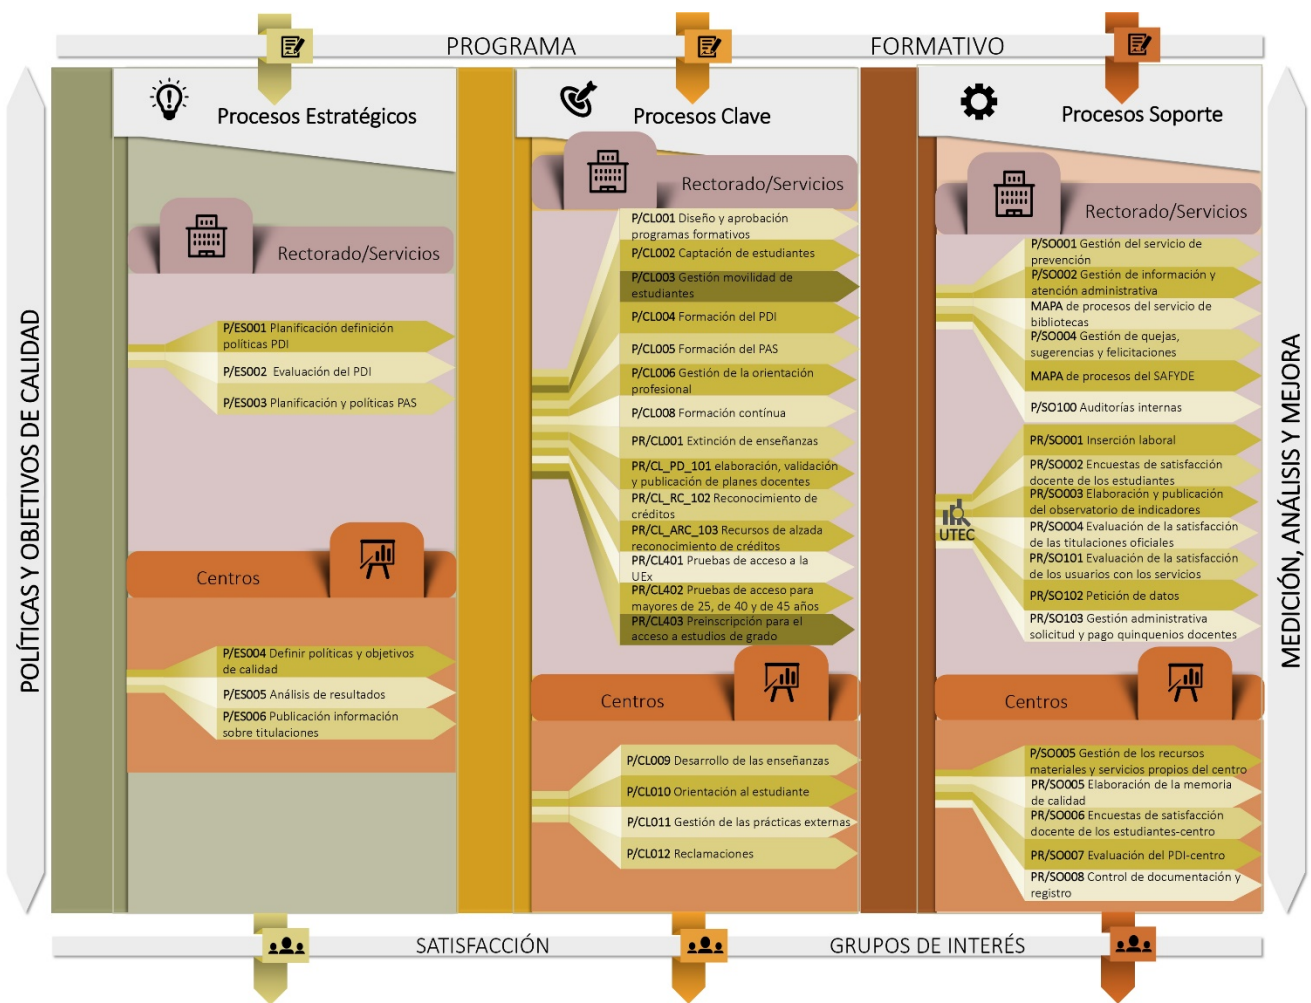 PROGRAMA FORMATIVO
POLÍTICAS Y OBJETIVOS DE CALIDAD
Procesos Estratégicos
Rectorado/Servicios
P/ES001 Planificación definición
políticas PDI
P/ES002 Evaluación del PDI
P/ES003 Planificación y políticas PAS
Centros
P/ES004 Definir políticas y objetivos
de calidad
P/ES005 Análisis de resultados
P/ES006 Publicación información
sobre titulaciones
Procesos Clave
Rectorado/Servicios
P/CL001 Diseño y aprobación
programas formativos
P/CL002 Captación de estudiantes
P/CL003 Gestión movilidad de
estudiantes
P/CL004 Formación del PDI
P/CL005 Formación del PAS
P/CL006 Gestión de la orientación
profesional
P/CL008 Formación contínua
PR/CL001 Extinción de enseñanzas
PR/CL_PD_101 elaboración, validación
y publicación de planes docentes
PR/CL_RC_102 Reconocimiento de
créditos
PR/CL_ARC_103 Recursos de alzada
reconocimiento de créditos
PR/CL401 Pruebas de acceso a la
UEx
PR/CL402 Pruebas de acceso para
mayores de 25, de 40 y de 45 años
PR/CL403 Preinscripción para el
acceso a estudios de grado
Centros
P/CL009 Desarrollo de las enseñanzas
P/CL010 Orientación al estudiante
P/CL011 Gestión de las prácticas externas
P/CL012 Reclamaciones
Procesos Soporte
Rectorado/Servicios
P/SO001 Gestión del servicio de
prevención
P/SO002 Gestión de información y
atención administrativa
MAPA de procesos del servicio de
bibliotecas
P/SO004 Gestión de quejas,
sugerencias y felicitaciones
MAPA de procesos del SAFYDE
P/SO100 Auditorías internas
UTEC
PR/SO001 Inserción laboral
PR/SO002 Encuestas de satisfacción
docente de los estudiantes
PR/SO003 Elaboración y publicación
del observatorio de indicadores
PR/SO004 Evaluación de la satisfacción
de las titulaciones oficiales
PR/SO101 Evaluación de la satisfacción
de los usuarios con los servicios
PR/SO102 Petición de datos
PR/SO103 Gestión administrativa
solicitud y pago quinquenios docentes
Centros
P/SO005 Gestión de los recursos
materiales y servicios propios del centro
PR/SO005 Elaboración de la memoria
de calidad
PR/SO006 Encuestas de satisfacción
docente de los estudiantes-centro
PR/SO007 Evaluación del PDI-centro
PR/SO008 Control de documentación y
registro
MEDICIÓN, ANÁLISIS Y MEJORA
SATISFACCIÓN GRUPOS DE INTERÉS